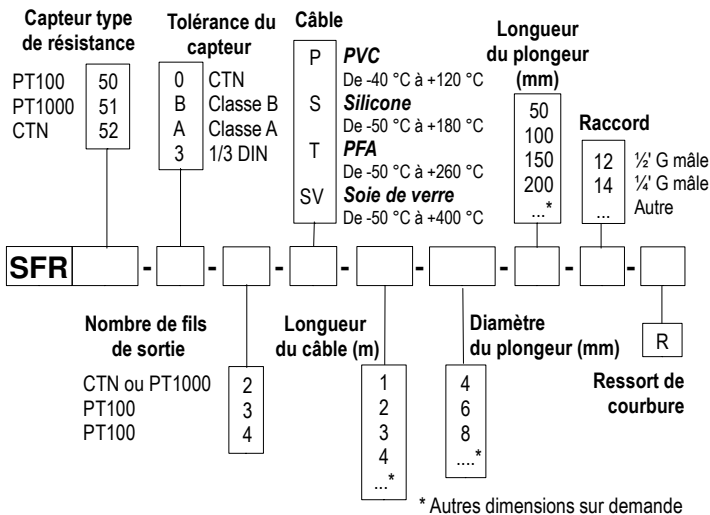 Capteur type
de résistance
PT100 50
PT1000 51
CTN 52
Tolérance du
capteur
0 CTN
B Classe B
A Classe A
3 1/3 DIN
Câble
P PVC
De -40 °C à +120 °C
S Silicone
De -50 °C à +180 °C
T PFA
De -50 °C à +260 °C
SV Soie de verre
De -50 °C à +400 °C
Longueur
du plongeur
(mm)
50
100
150
200
...*
Raccord
12 ½' G mâle
14 ¼' G mâle
... Autre
SFR - - - - - - - -
Nombre de fils
de sortie
CTN ou PT1000 2
PT100 3
PT100 4
Longueur
du câble (m)
1
2
3
4
...*
Diamètre
du plongeur (mm)
4
6
8
....*
R
Ressort de
courbure
* Autres dimensions sur demande